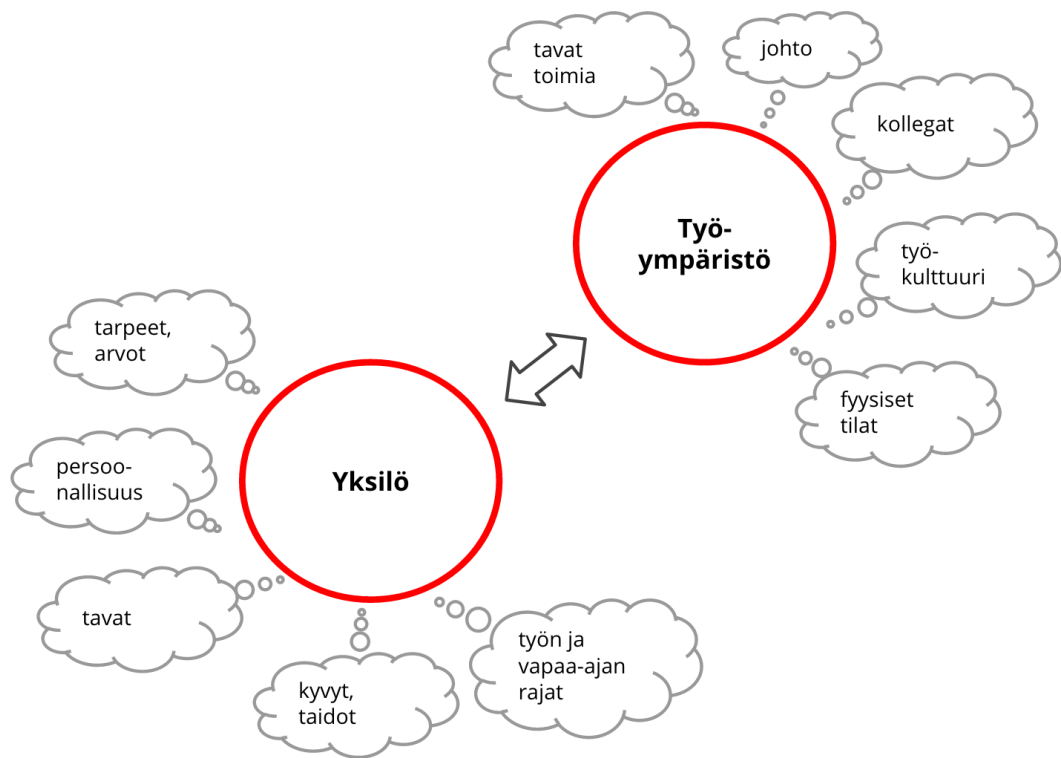 tavat
toimia
johto
kollegat
Työ-
ympäristö
työ-
kulttuuri
fyysiset
tilat
tarpeet,
arvot
persoo-
nallisuus
Yksilö
tavat
kyvyt,
taidot
työn ja
vapaa-ajan
rajat